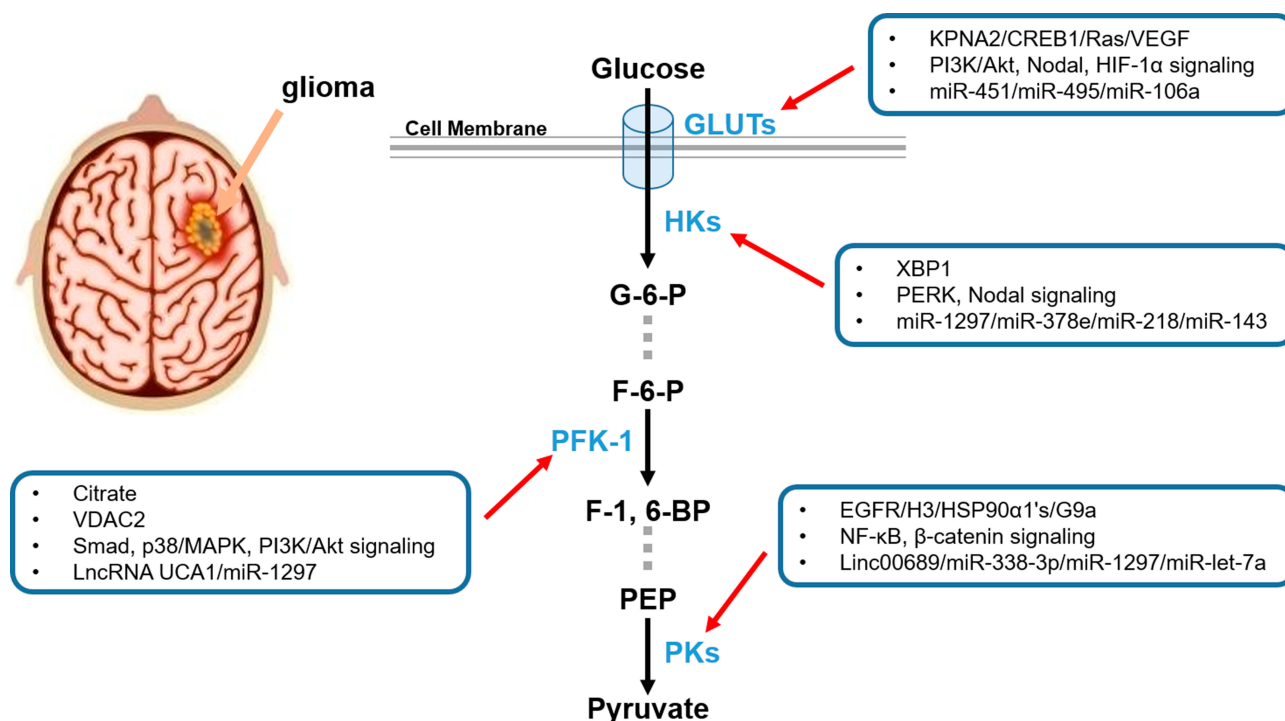 glioma
Glucose
Cell Membrane
GLUTs
• KPNA2/CREB1/Ras/VEGF
• PI3K/Akt, Nodal, HIF-1α signaling
• miR-451/miR-495/miR-106a
HKs
• XBP1
• PERK, Nodal signaling
• miR-1297/miR-378e/miR-218/miR-143
G-6-P
F-6-P
PFK-1
• Citrate
• VDAC2
• Smad, p38/MAPK, PI3K/Akt signaling
• LncRNA UCA1/miR-1297
F-1, 6-BP
• EGFR/H3/HSP90α1's/G9a
• NF-κB, β-catenin signaling
• Linc00689/miR-338-3p/miR-1297/miR-let-7a
PEP
PKs
Pyruvate